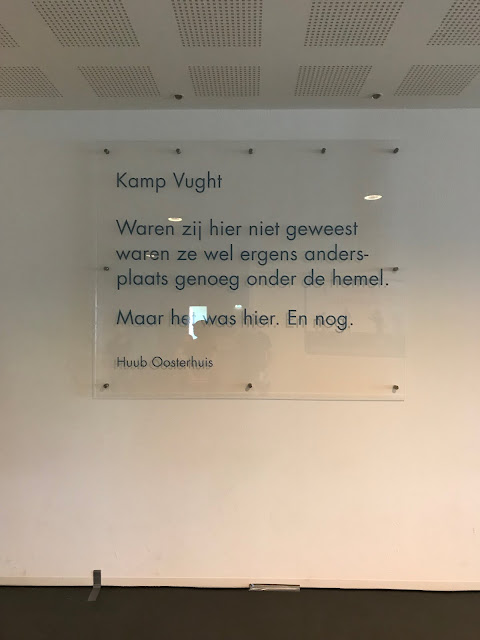 Kamp Vught
Waren zij hier niet geweest
waren ze wel ergens anders-
plaats genoeg onder de hemel.
Maar het was hier. En nog.
Huub Oosterhuis